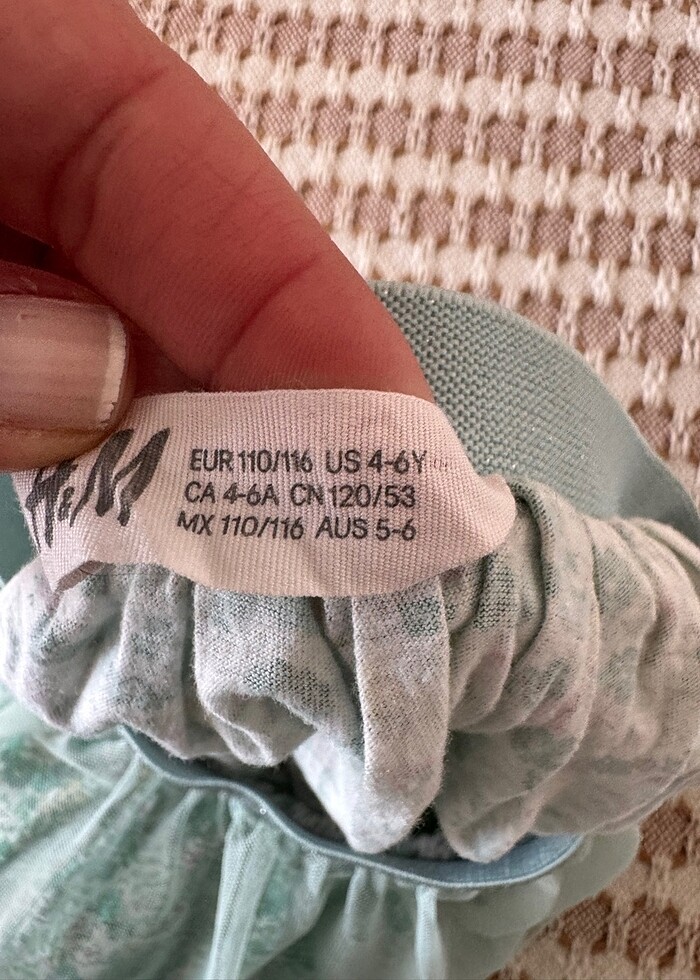 H&M
EUR 110/116 US 4-6Y
CA 4-6A CN 120/53
MX 110/116 AUS 5-6